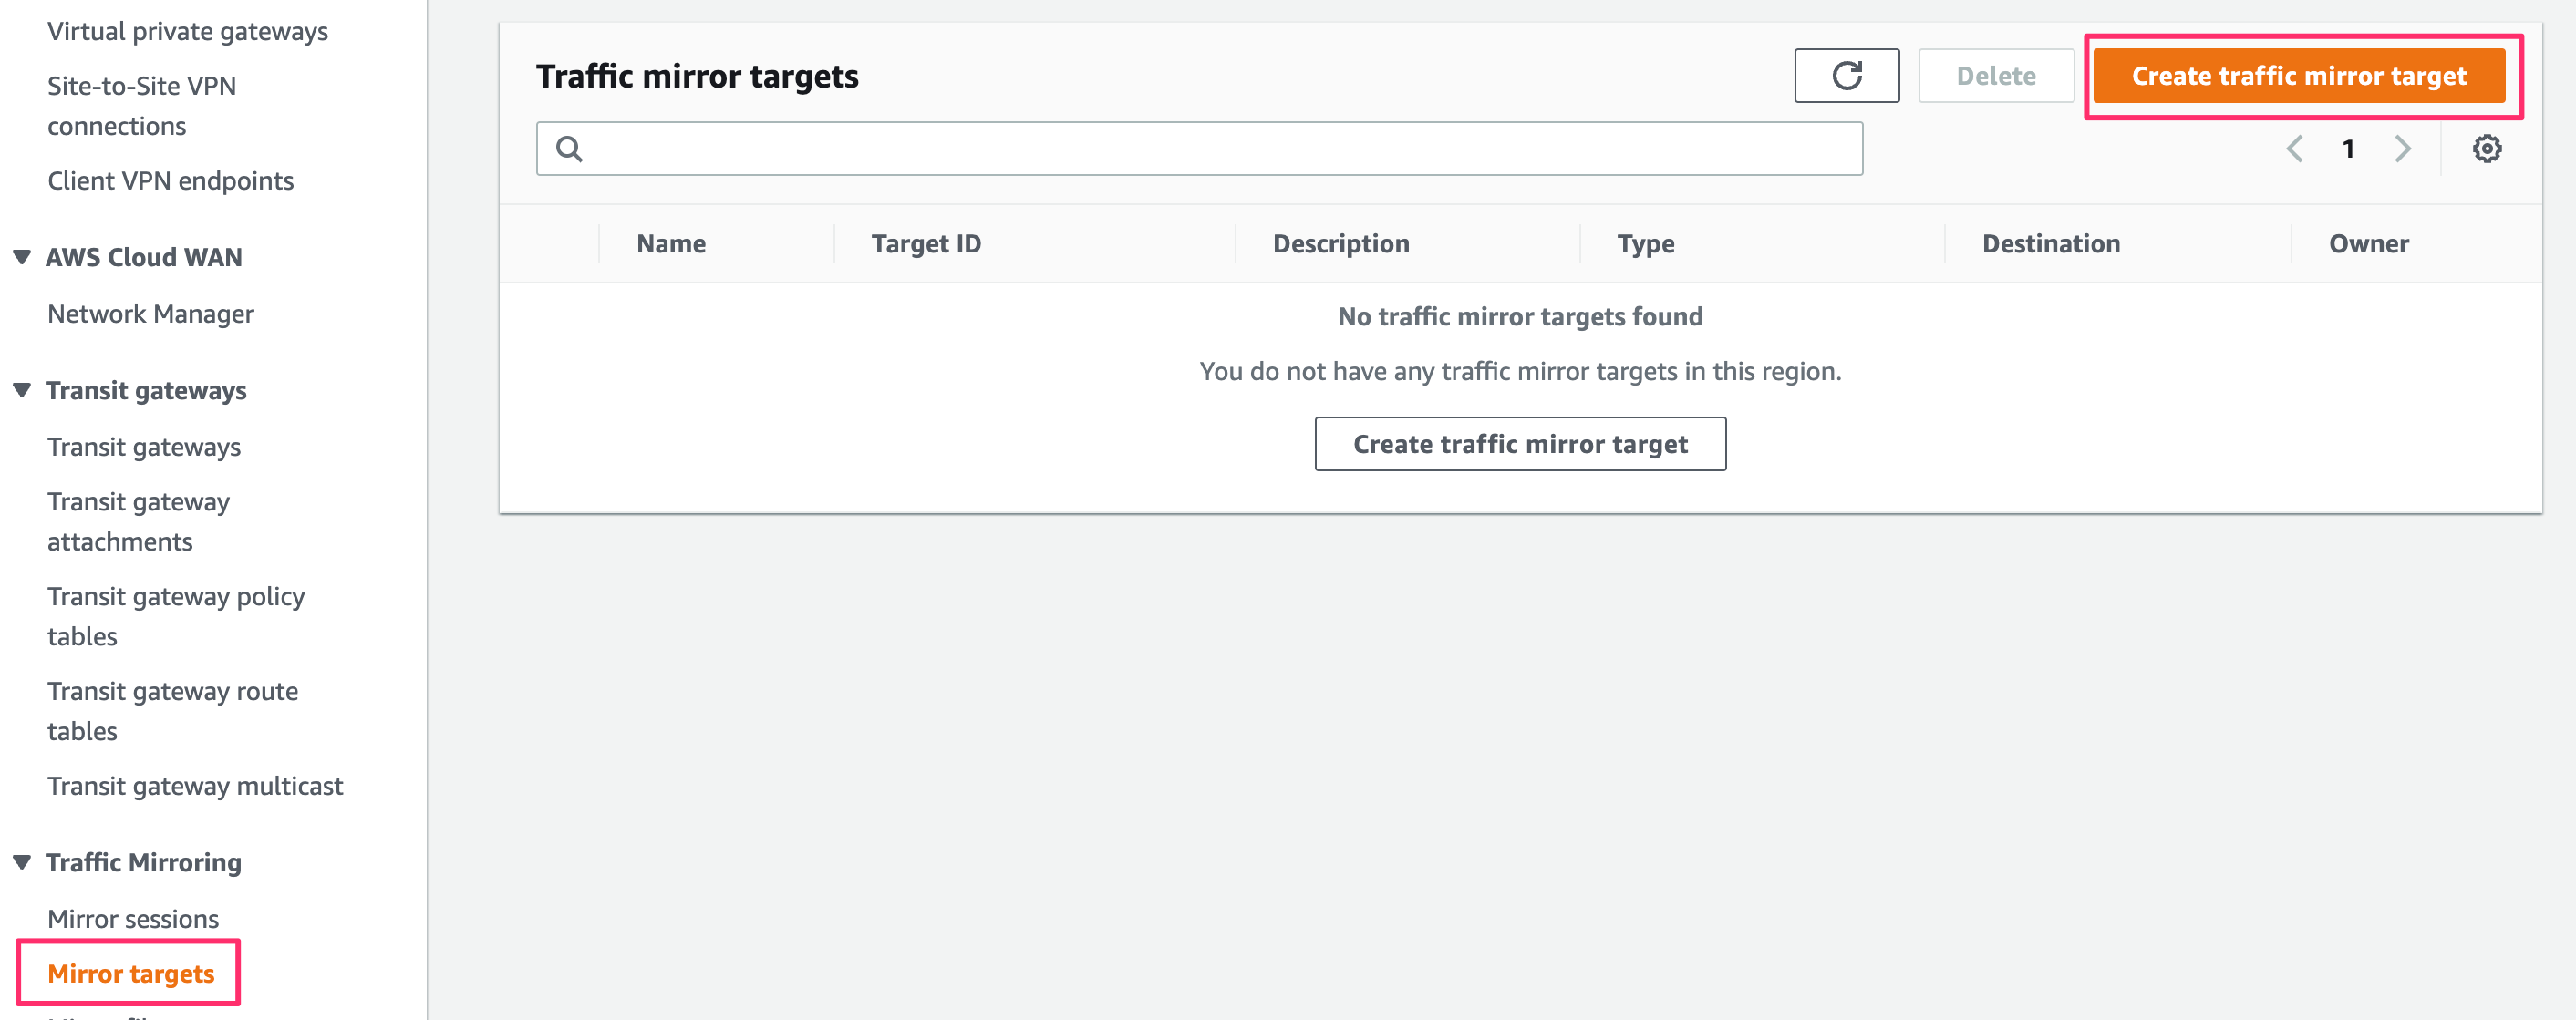 Virtual private gateways
Site-to-Site VPN
connections
Client VPN endpoints
AWS Cloud WAN
Network Manager
Transit gateways
Transit gateways
Transit gateway
attachments
Transit gateway policy
tables
Transit gateway route
tables
Transit gateway multicast
Traffic Mirroring
Mirror sessions
Mirror targets
Traffic mirror targets
Delete
Create traffic mirror target
1
Name
Target ID
Description
Type
Destination
Owner
No traffic mirror targets found
You do not have any traffic mirror targets in this region.
Create traffic mirror target